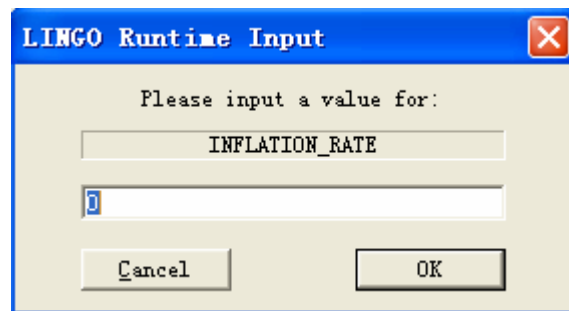 LINGO Runtime Input
Please input a value for:
INFLATION_RATE
0
Cancel
OK